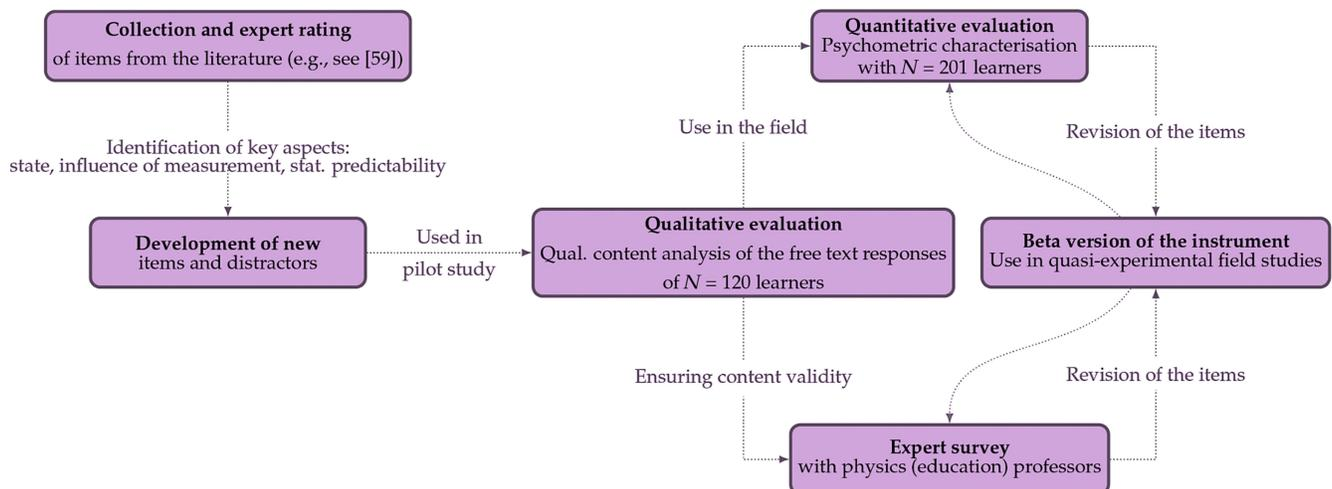 Collection and expert rating
of items from the literature (e.g., see [59])
Identification of key aspects:
state, influence of measurement, stat. predictability
Development of new
items and distractors
Used in
pilot study
Qualitative evaluation
Qual. content analysis of the free text responses
of N = 120 learners
Use in the field
Ensuring content validity
Quantitative evaluation
Psychometric characterisation
with N = 201 learners
Revision of the items
Beta version of the instrument
Use in quasi-experimental field studies
Revision of the items
Expert survey
with physics (education) professors